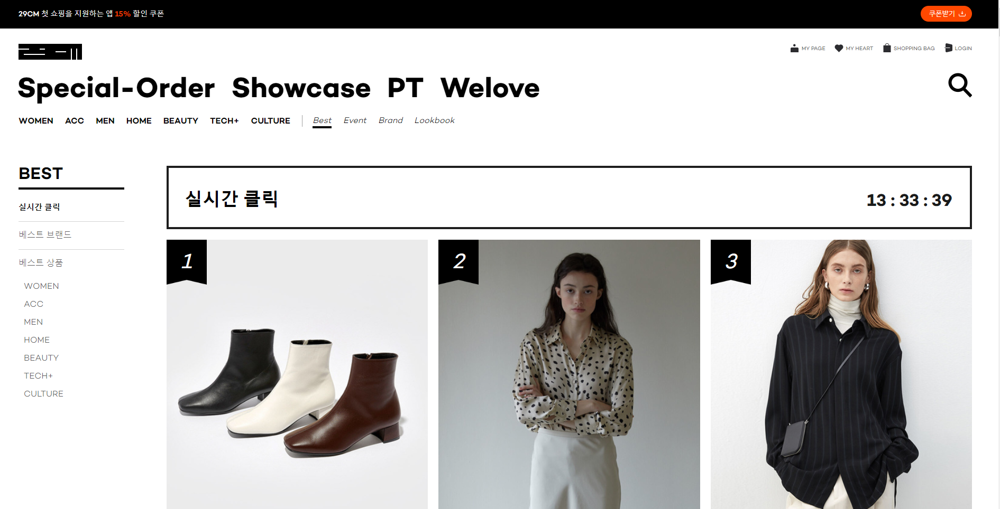 29CM 첫 쇼핑을 지원하는 앱 15% 할인 쿠폰
쿠폰받기
MY PAGE MY HEART SHOPPING BAG LOGIN
Special-Order Showcase PT Welove
WOMEN ACC MEN HOME BEAUTY TECH+ CULTURE Best Event Brand Lookbook
BEST
실시간 클릭
베스트 브랜드
베스트 상품
WOMEN
ACC
MEN
HOME
BEAUTY
TECH+
CULTURE
실시간 클릭
13 : 33 : 39
1
2
3